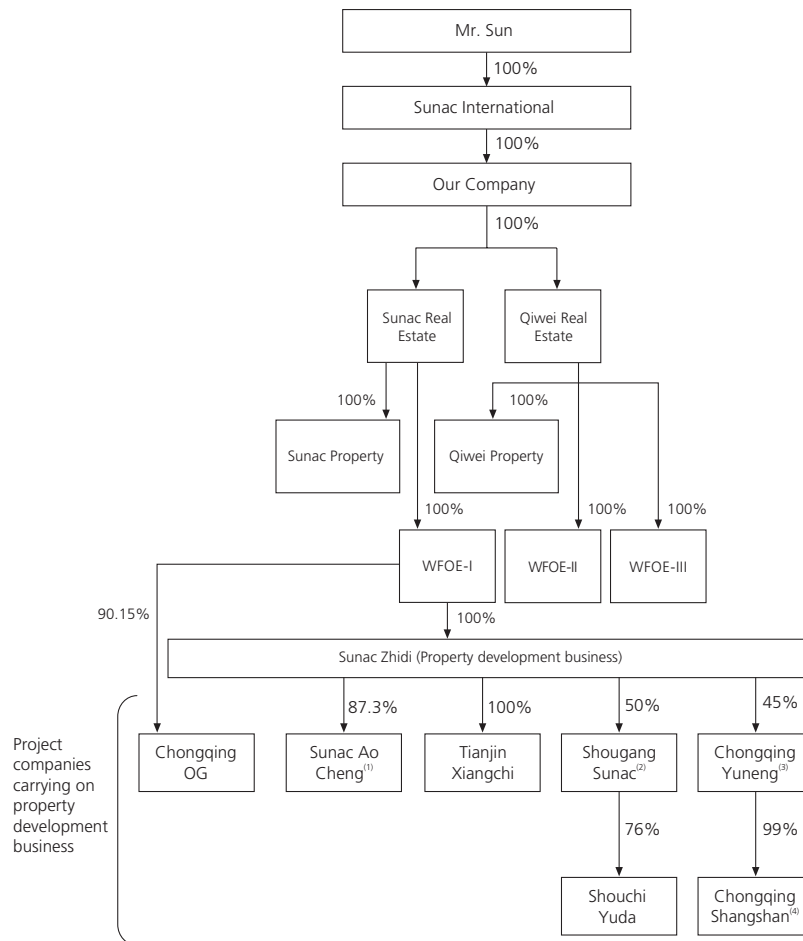 Mr. Sun
100%
Sunac International
100%
Our Company
100%
Sunac Real
Estate
Qiwei Real
Estate
100%
100%
Sunac Property
Qiwei Property
100%
100%
100%
WFOE-I
WFOE-II
WFOE-III
90.15%
100%
Sunac Zhidi (Property development business)
87.3%
100%
50%
45%
Project
companies
carrying on
property
development
business
Chongqing
OG
Sunac Ao
Cheng(1)
Tianjin
Xiangchi
Shougang
Sunac(2)
Chongqing
Yuneng(3)
76%
99%
Shouchi
Yuda
Chongqing
Shangshan(4)